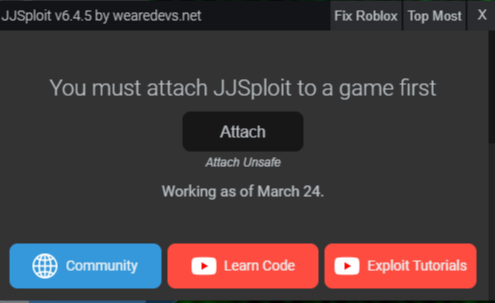 JJSploit v6.4.5 by wearedevs.net Fix Roblox Top Most X
You must attach JJSploit to a game first
Attach
Attach Unsafe
Working as of March 24.
Community Learn Code Exploit Tutorials